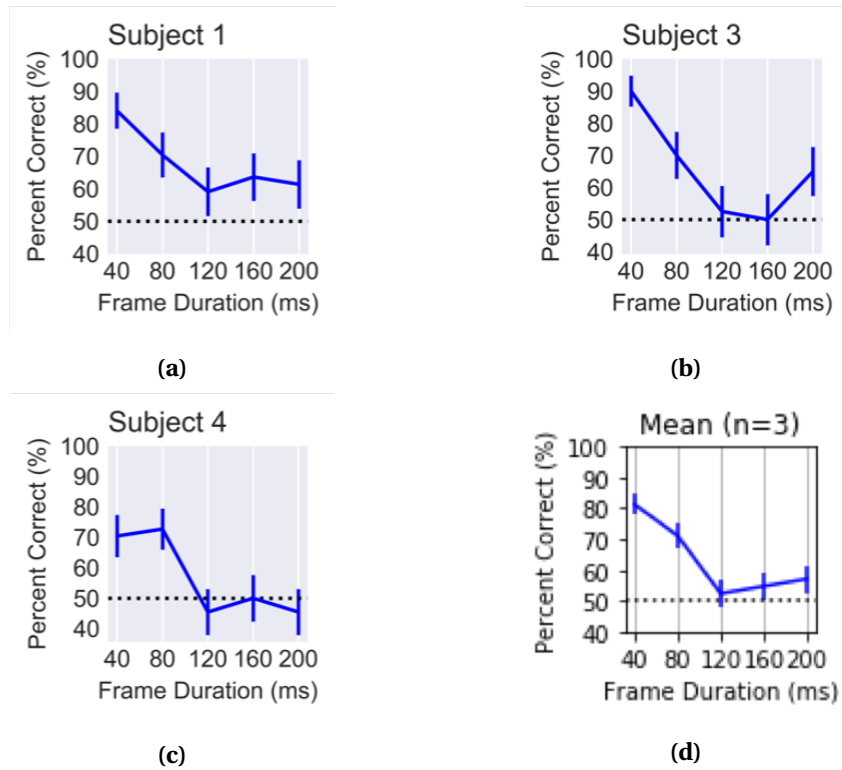 Subject 1
Percent Correct (%)
100
90
80
70
60
50
40
40 80 120 160 200
Frame Duration (ms)
(a)
Subject 3
Percent Correct (%)
100
90
80
70
60
50
40
40 80 120 160 200
Frame Duration (ms)
(b)
Subject 4
Percent Correct (%)
100
90
80
70
60
50
40
40 80 120 160 200
Frame Duration (ms)
(c)
Mean (n=3)
Percent Correct (%)
100
90
80
70
60
50
40
40 80 120 160 200
Frame Duration (ms)
(d)